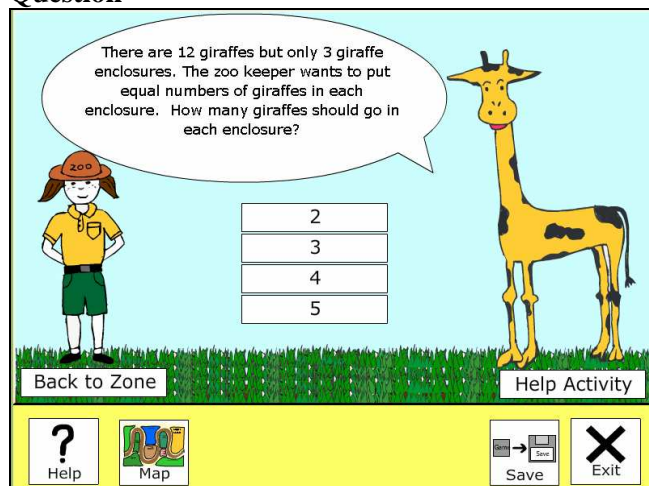 Question
There are 12 giraffes but only 3 giraffe
enclosures. The zoo keeper wants to put
equal numbers of giraffes in each
enclosure. How many giraffes should go in
each enclosure?
ZOO
2
3
4
5
Back to Zone
Help Activity
?
Help
Map
Game
Save
Save
Exit